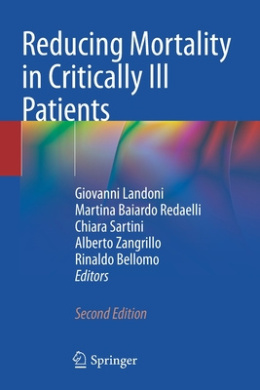 Reducing Mortality
in Critically Ill
Patients
Giovanni Landoni
Martina Baiardo Redaelli
Chiara Sartini
Alberto Zangrillo
Rinaldo Bellomo
Editors
Second Edition
Springer